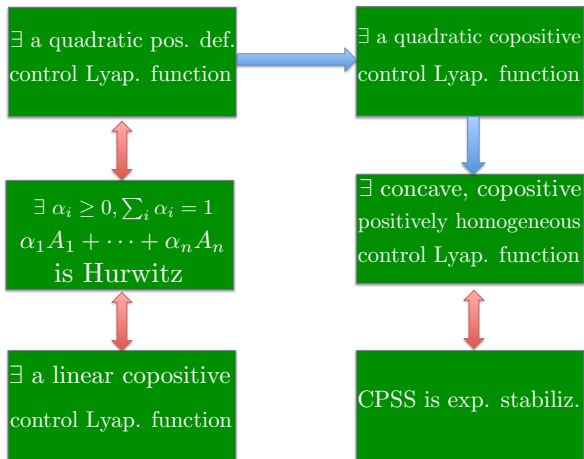 ∃ a quadratic pos. def.
control Lyap. function
∃ a quadratic copositive
control Lyap. function
∃ αᵢ ≥ 0, ∑ᵢ αᵢ = 1
α₁A₁ + ⋯ + αₙAₙ
is Hurwitz
∃ concave, copositive
positively homogeneous
control Lyap. function
∃ a linear copositive
control Lyap. function
CPSS is exp. stabiliz.